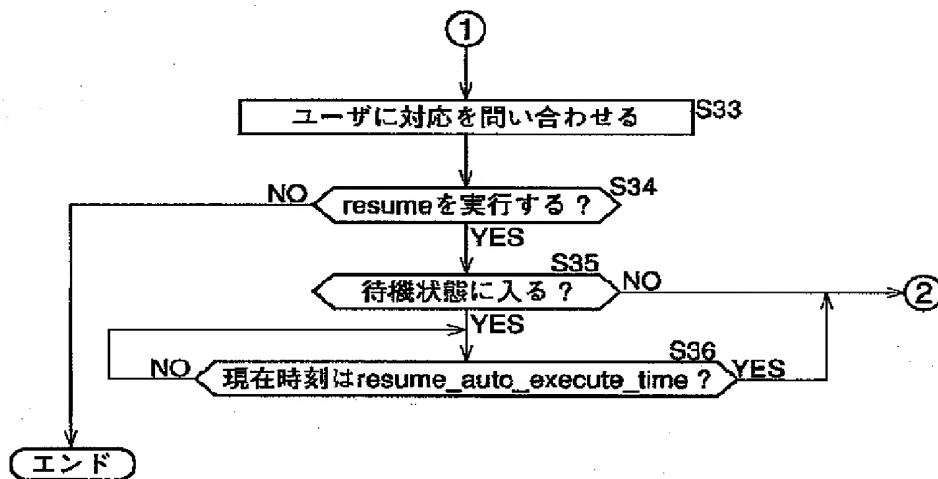 1
ユーザに対応を問い合わせる
S33
NO
resumeを実行する?
S34
YES
待機状態に入る?
S35
NO
2
YES
NO
現在時刻はresume_auto_execute_time?
S36
YES
エンド